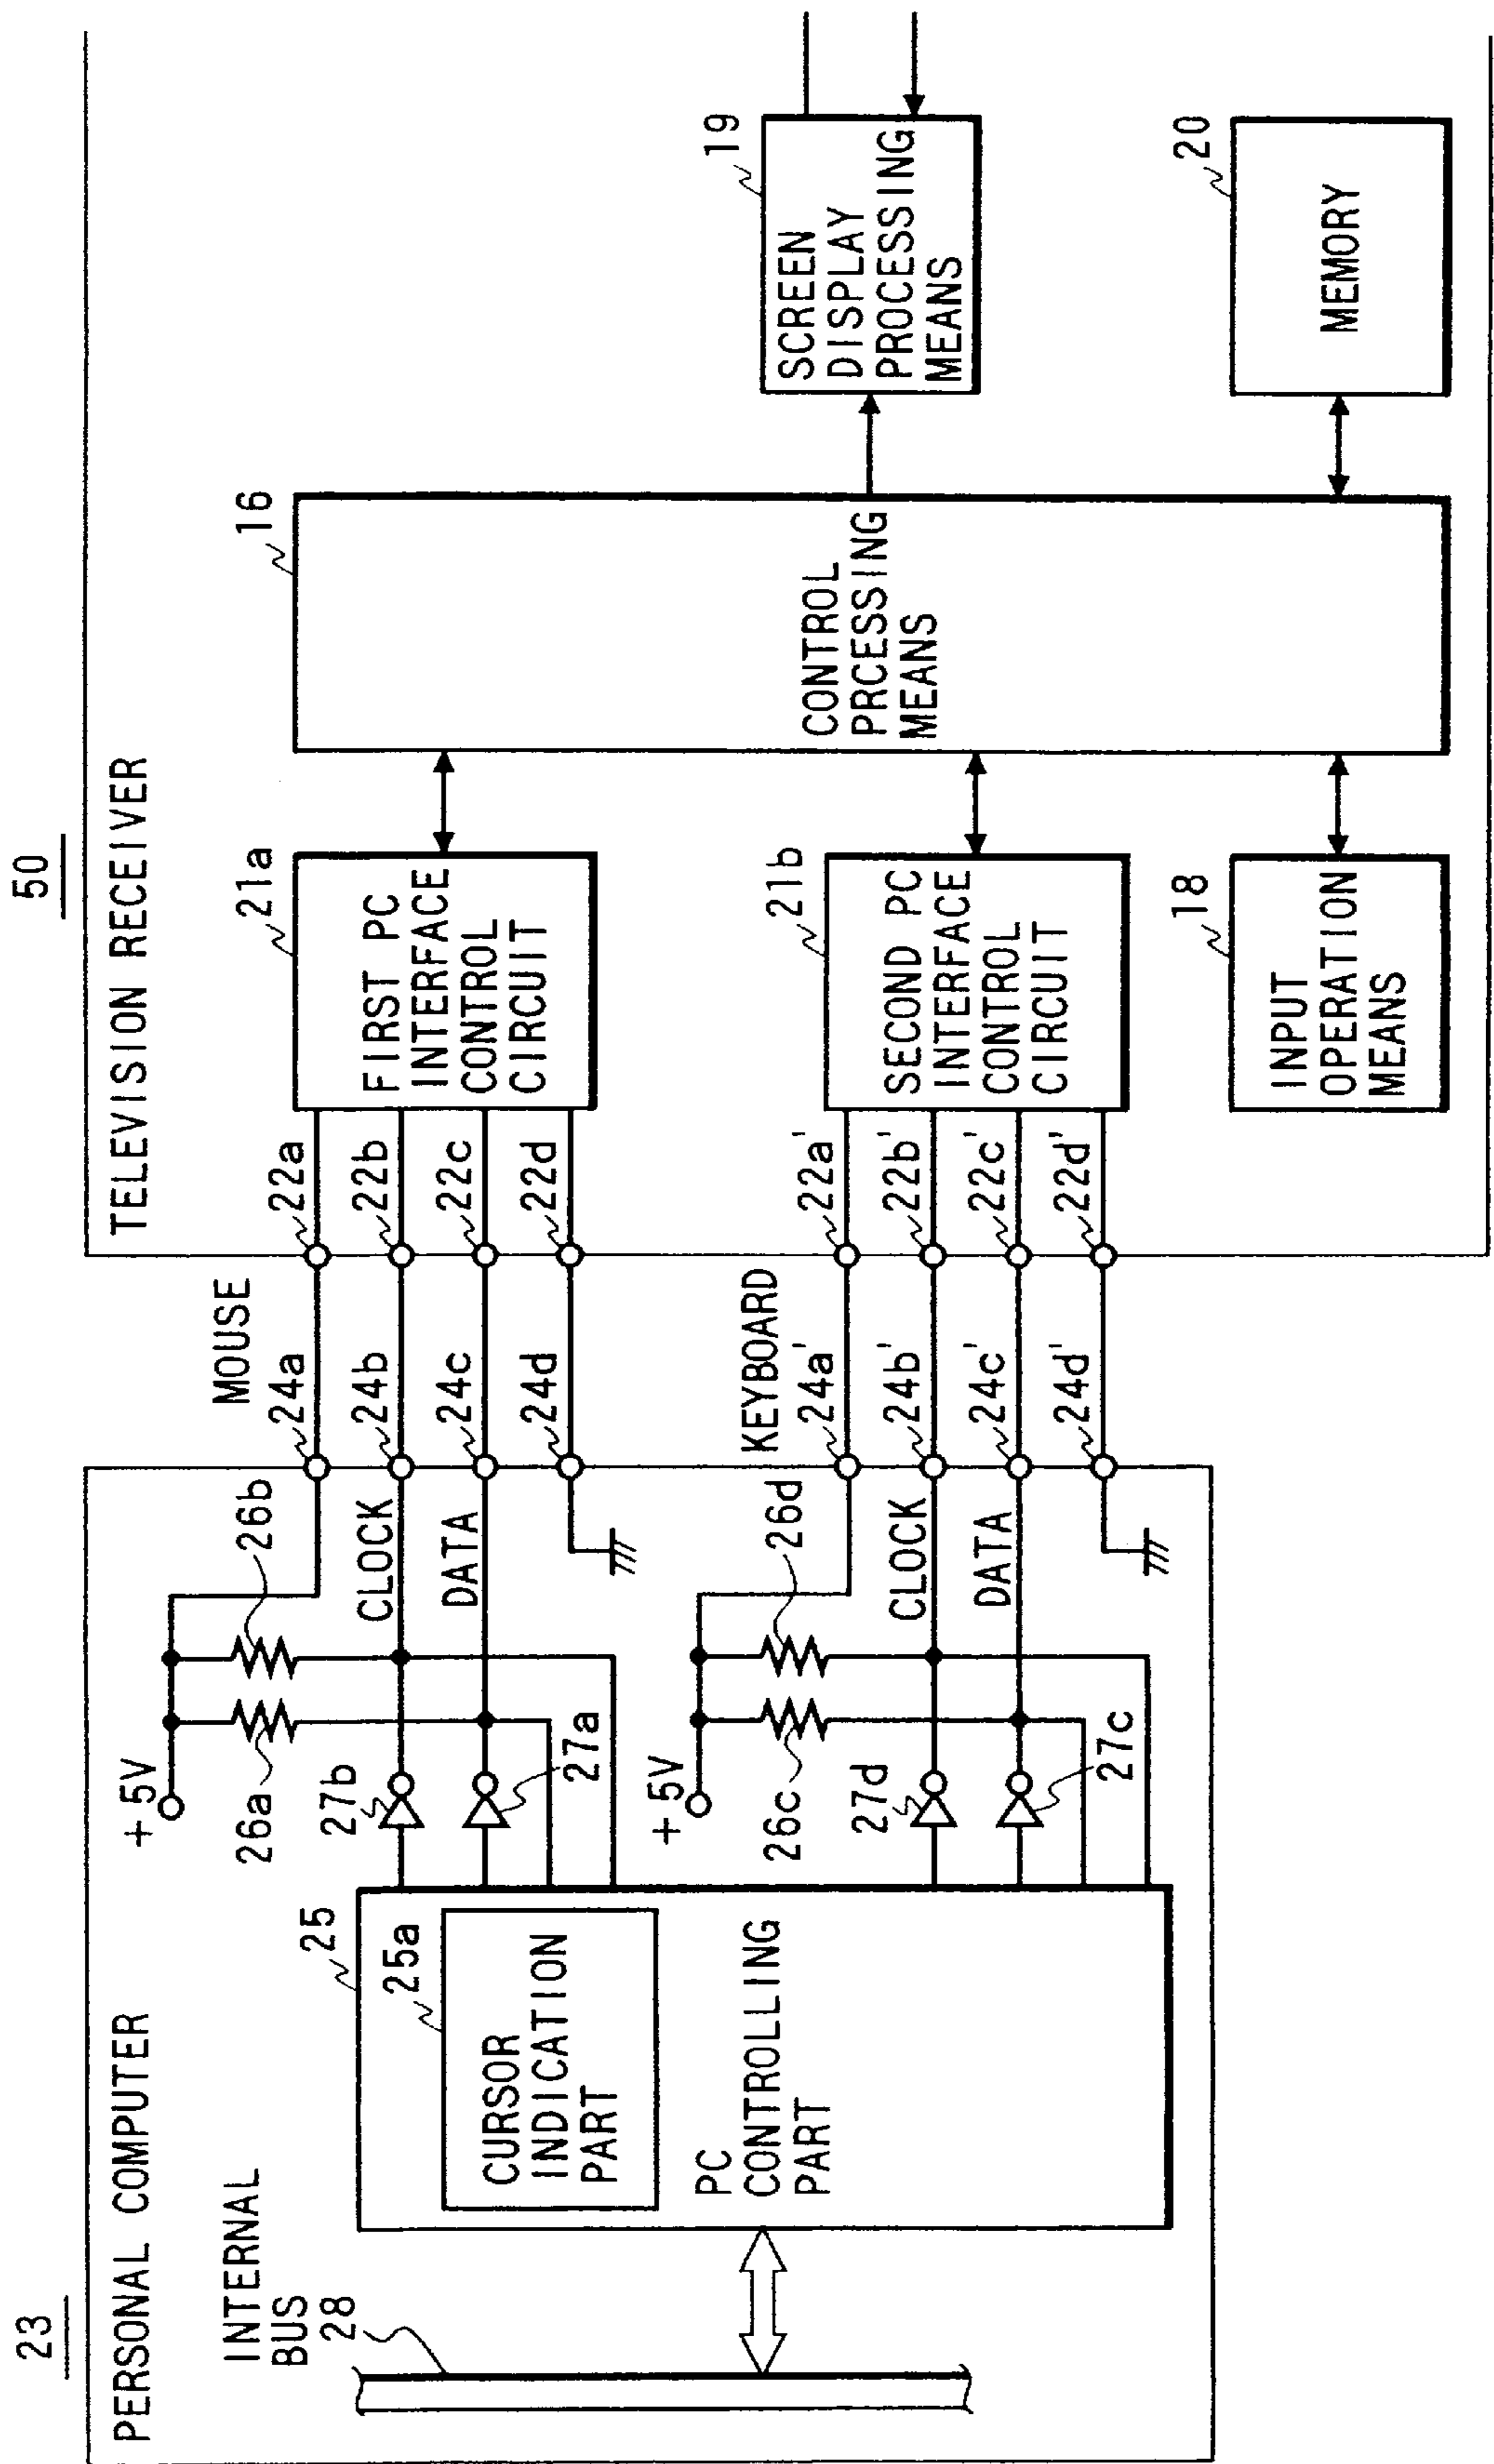 23
50
PERSONAL COMPUTER
TELEVISION RECEIVER
INTERNAL
BUS
28
25
25a
CURSOR
INDICATION
PART
PC
CONTROLLING
PART
+5V
26a
26b
27b
27a
CLOCK
DATA
MOUSE
24a
24b
24c
24d
22a
22b
22c
22d
21a
FIRST PC
INTERFACE
CONTROL
CIRCUIT
+5V
26c
26d
27d
27c
CLOCK
DATA
KEYBOARD
24a'
24b'
24c'
24d'
22a'
22b'
22c'
22d'
21b
SECOND PC
INTERFACE
CONTROL
CIRCUIT
18
INPUT
OPERATION
MEANS
16
CONTROL
PRCESSING
MEANS
19
SCREEN
DISPLAY
PROCESSING
MEANS
20
MEMORY